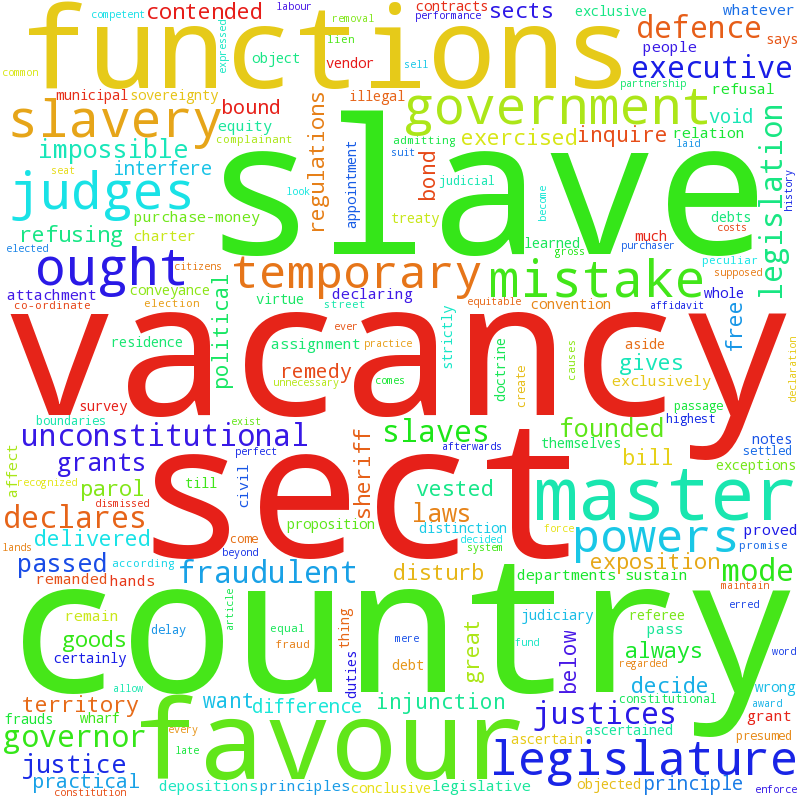 competent labour removal contracts performance sects exclusive whatever
contended functions expressed lien vendor object defence says
common municipal sovereignty bound illegal people executive
slavery equity complainant government refusal partnership void
impossible regulations exercised inquire relation legislation
interfere seat judges slave appointment suit admitting judicial bond laid
look treaty become debts history
purchase-money charter refusing learned much costs purchaser
elected ought citizens temporary gross mistake peculiar supposed
attachment conveyance declaring equitable whole affidavit
co-ordinate election virtue street convention free
political vacancy strictly aside
residence assignment ever practice doctrine create causes gives declaration
unnecessary remedy comes exclusively
survey passage
boundaries exist slaves founded highest
unconstitutional perfect afterwards themselves notes settled
grants civil sheriff sect bill exceptions
affect recognized parol till vested master
dismissed laws proved
declares come proposition distinction force powers promise
lands delivered beyond decided system
passed according fraudulent disturb exposition mode
remanded hands departments sustain maintain
article country erred
remain equal judiciary referee
goods delay fraud thing mere great fund pass word
certainly debt always regarded below wrong
allow duties decide
territory want difference injunction constitutional award
frauds wharf favour justices ascertained grant
governor every ascertain presumed
justice late legislature
practical depositions principles conclusive legislative objected principle enforce
constitution